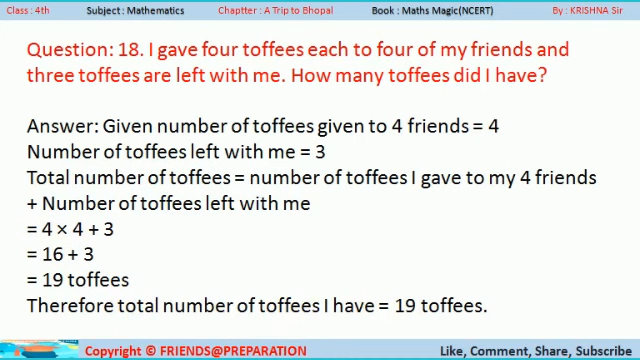 Class : 4th Subject : Mathematics Chaptter : A Trip to Bhopal Book : Maths Magic(NCERT) By : KRISHNA Sir
Question: 18. I gave four toffees each to four of my friends and
three toffees are left with me. How many toffees did I have?
Answer: Given number of toffees given to 4 friends = 4
Number of toffees left with me = 3
Total number of toffees = number of toffees I gave to my 4 friends
+ Number of toffees left with me
= 4 × 4 + 3
= 16 + 3
= 19 toffees
Therefore total number of toffees I have = 19 toffees.
Copyright © FRIENDS@PREPARATION Like, Comment, Share, Subscribe